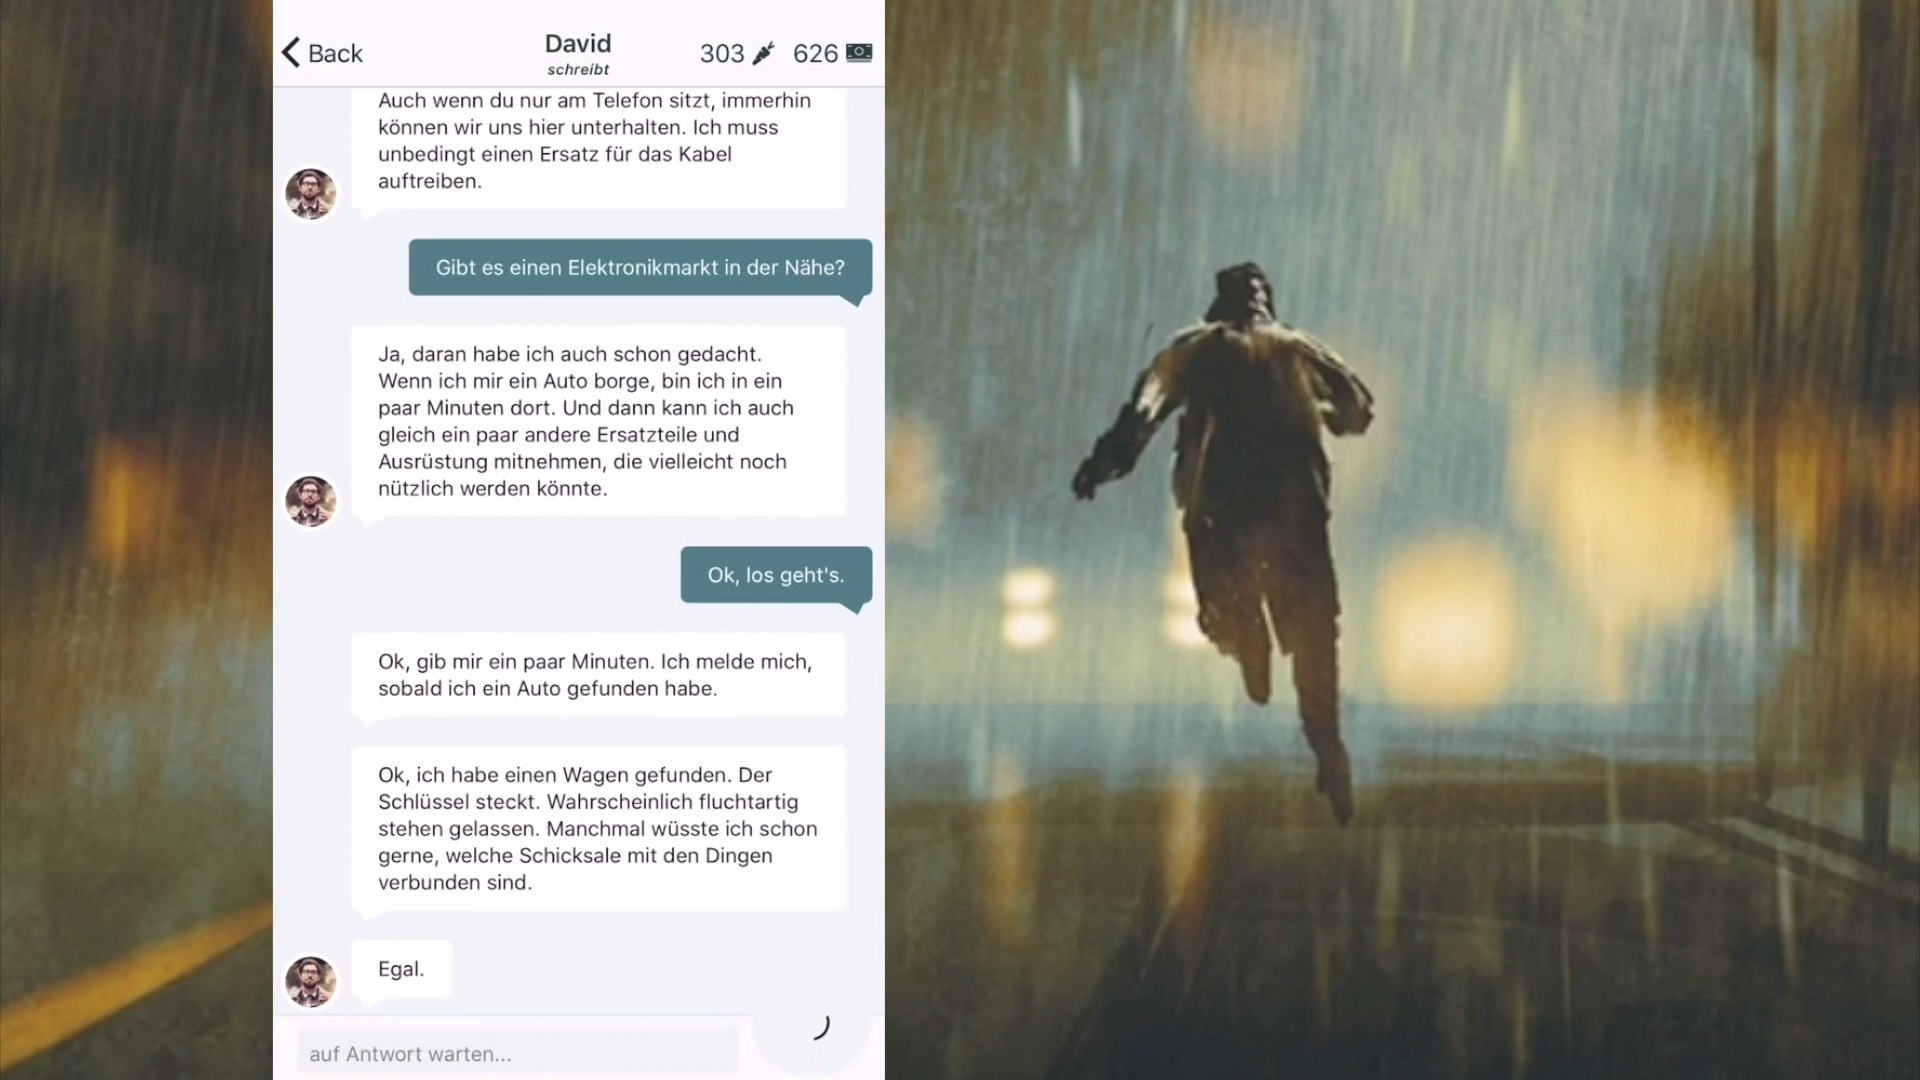 Back
David
schreibt
303
626
Auch wenn du nur am Telefon sitzt, immerhin
können wir uns hier unterhalten. Ich muss
unbedingt einen Ersatz für das Kabel
auftreiben.
Gibt es einen Elektronikmarkt in der Nähe?
Ja, daran habe ich auch schon gedacht.
Wenn ich mir ein Auto borge, bin ich in ein
paar Minuten dort. Und dann kann ich auch
gleich ein paar andere Ersatzteile und
Ausrüstung mitnehmen, die vielleicht noch
nützlich werden könnte.
Ok, los geht's.
Ok, gib mir ein paar Minuten. Ich melde mich,
sobald ich ein Auto gefunden habe.
Ok, ich habe einen Wagen gefunden. Der
Schlüssel steckt. Wahrscheinlich fluchtartig
stehen gelassen. Manchmal wüsste ich schon
gerne, welche Schicksale mit den Dingen
verbunden sind.
Egal.
auf Antwort warten...